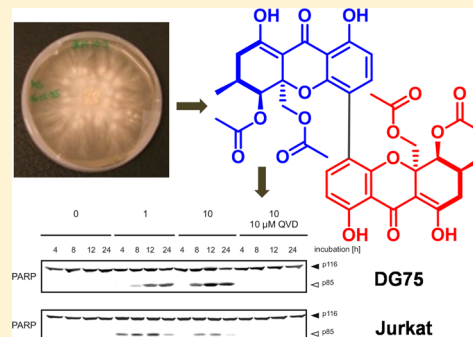 OH
O
OH
O
O
O
O
O
O
O
O
O
O
OH
O
OH
0
1
10
10
10 µM QVD
4
8
12
24
4
8
12
24
4
8
12
24
4
8
12
24
incubation [h]
PARP
p116
p85
DG75
PARP
p116
p85
Jurkat